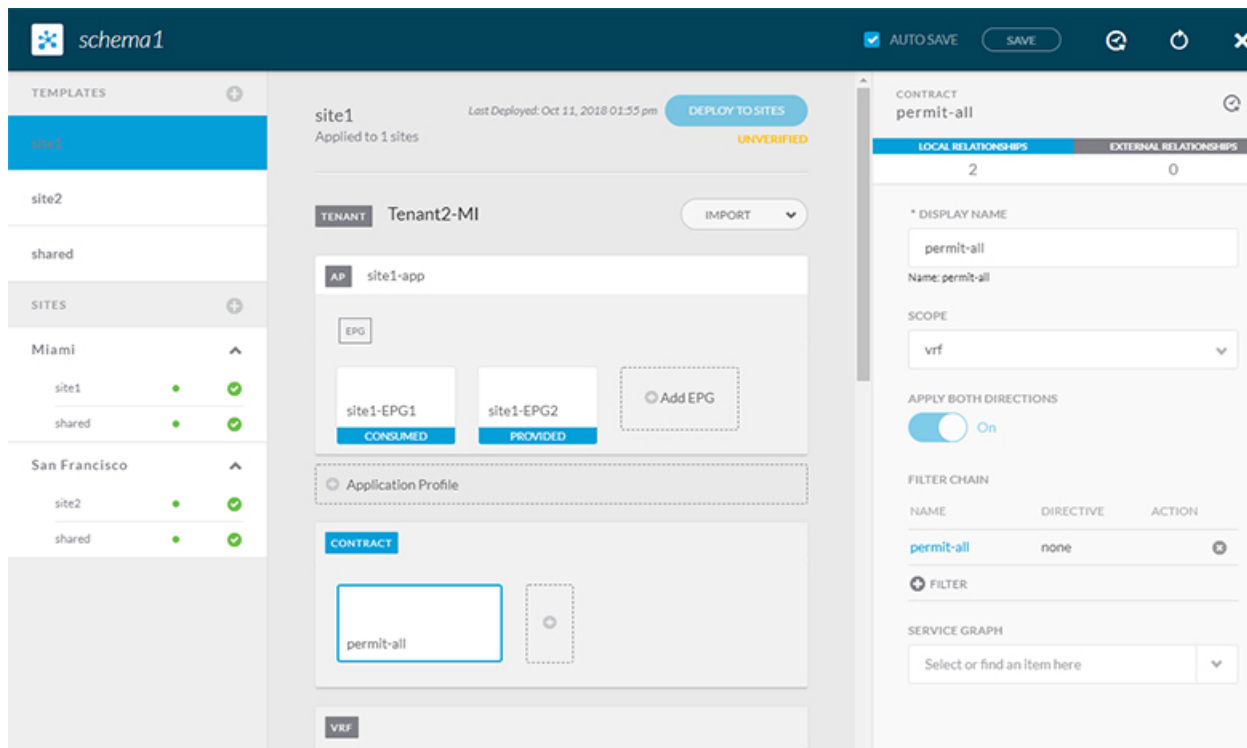 schema1
AUTO SAVE
SAVE
TEMPLATES
site1
site2
shared
SITES
Miami
site1
shared
San Francisco
site2
shared
site1
Last Deployed: Oct 11, 2018 01:55 pm
DEPLOY TO SITES
Applied to 1 sites
UNVERIFIED
TENANT Tenant2-MI
IMPORT
AP site1-app
EPG
site1-EPG1
CONSUMED
site1-EPG2
PROVIDED
Add EPG
Application Profile
CONTRACT
permit-all
VRF
CONTRACT
permit-all
LOCAL RELATIONSHIPS EXTERNAL RELATIONSHIPS
2 0
* DISPLAY NAME
permit-all
Name: permit-all
SCOPE
vrf
APPLY BOTH DIRECTIONS
On
FILTER CHAIN
NAME DIRECTIVE ACTION
permit-all none
FILTER
SERVICE GRAPH
Select or find an item here